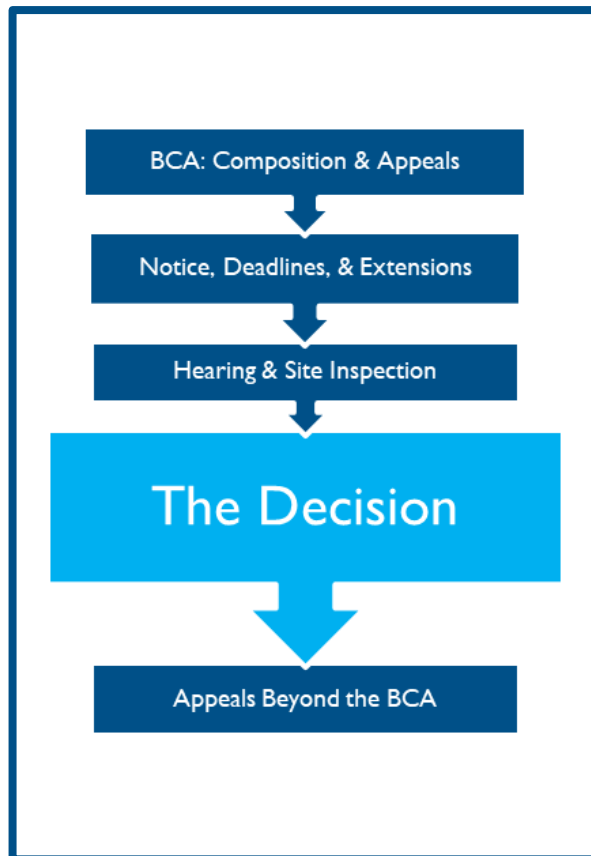 BCA: Composition & Appeals
Notice, Deadlines, & Extensions
Hearing & Site Inspection
The Decision
Appeals Beyond the BCA